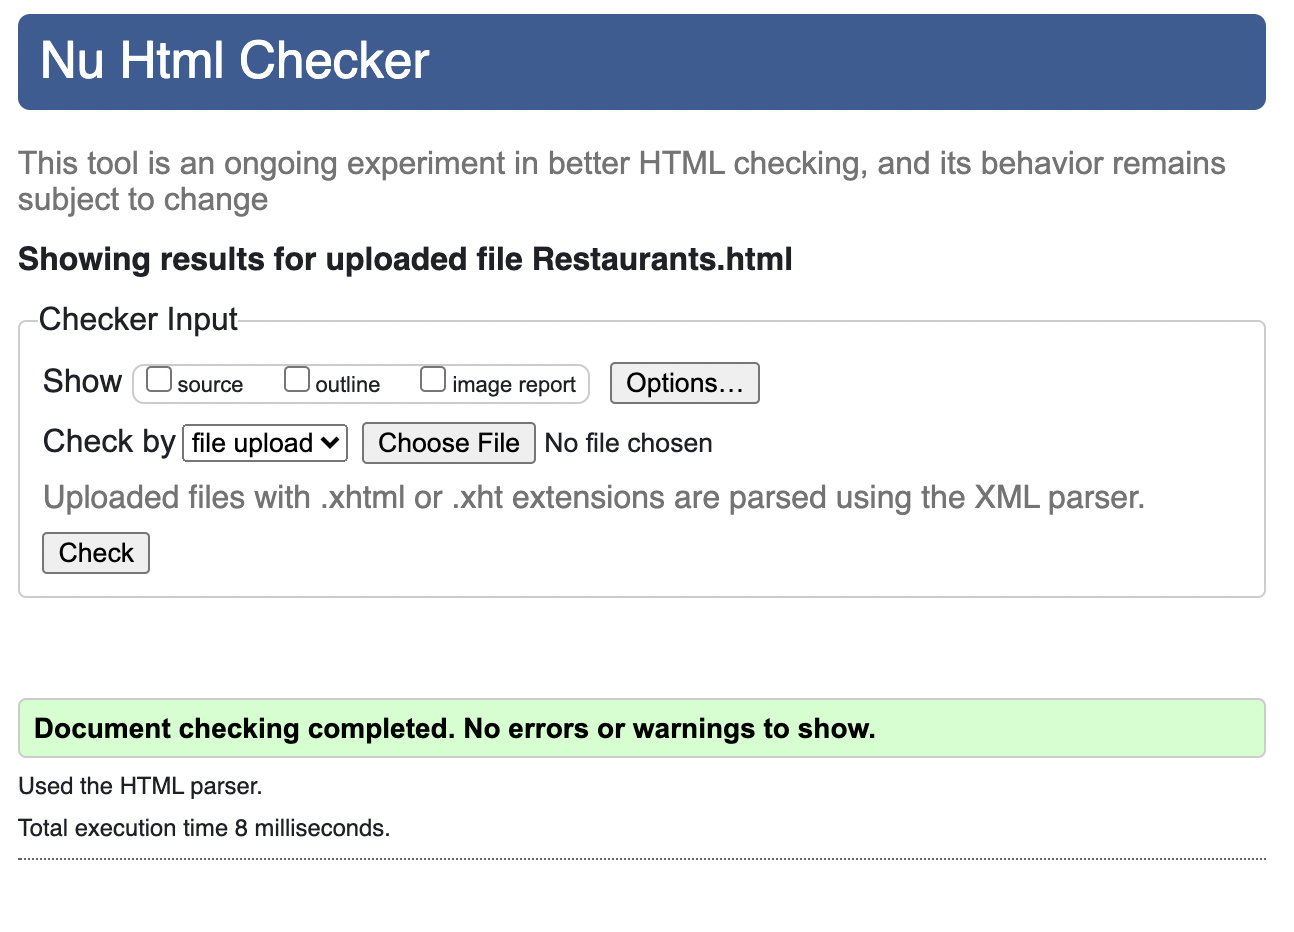 Nu Html Checker
This tool is an ongoing experiment in better HTML checking, and its behavior remains
subject to change
Showing results for uploaded file Restaurants.html
Checker Input
Show source outline image report Options...
Check by file upload Choose File No file chosen
Uploaded files with .xhtml or .xht extensions are parsed using the XML parser.
Check
Document checking completed. No errors or warnings to show.
Used the HTML parser.
Total execution time 8 milliseconds.